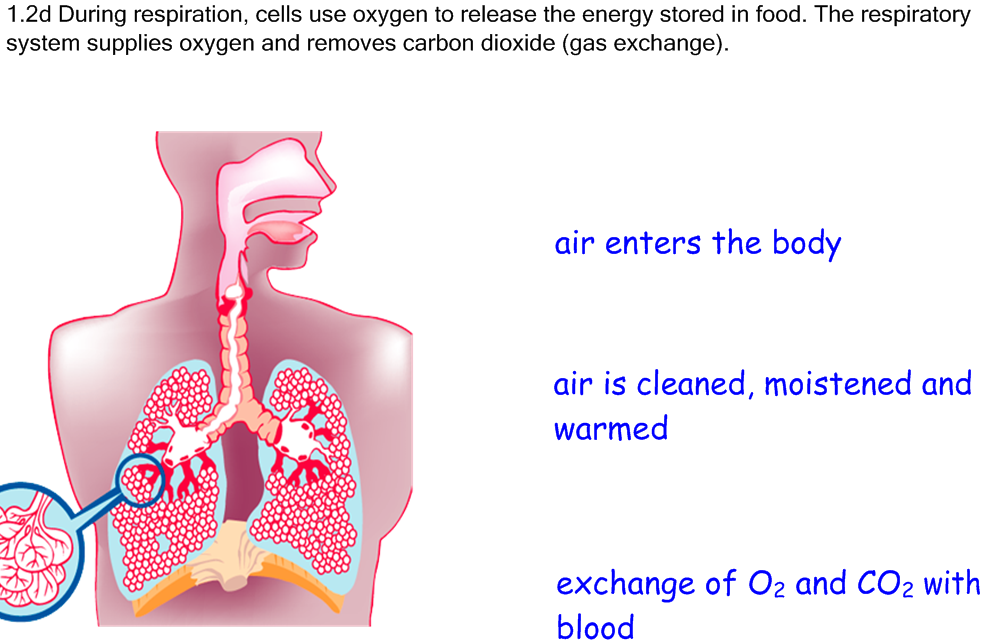 1.2d During respiration, cells use oxygen to release the energy stored in food. The respiratory
system supplies oxygen and removes carbon dioxide (gas exchange).
air enters the body
air is cleaned, moistened and
warmed
exchange of O₂ and CO₂ with
blood